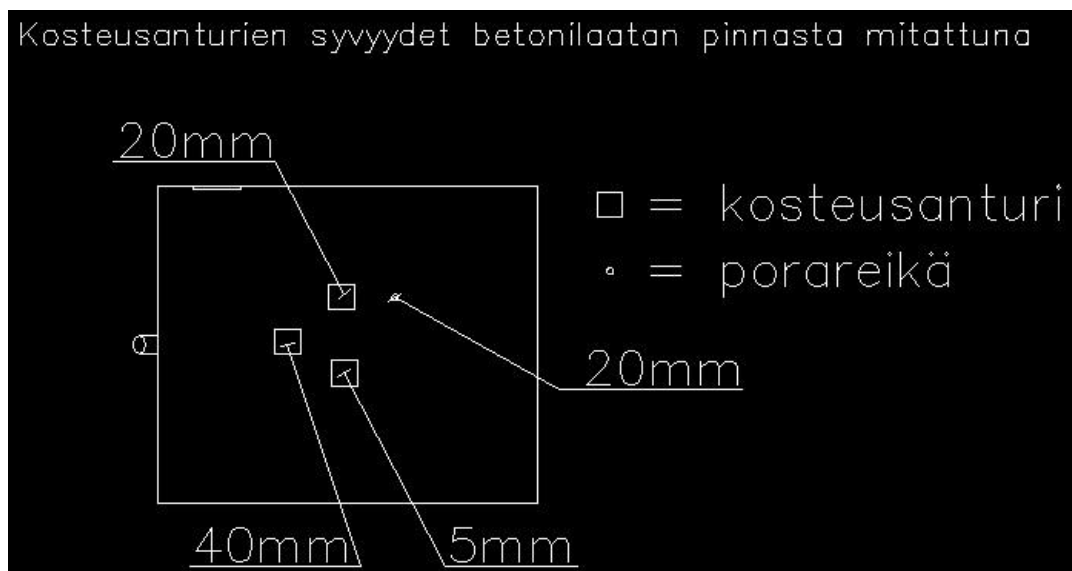 Kosteusanturien syvyydet betonilaatan pinnasta mitattuna
20mm
= kosteusanturi
= porareikä
20mm
40mm
5mm